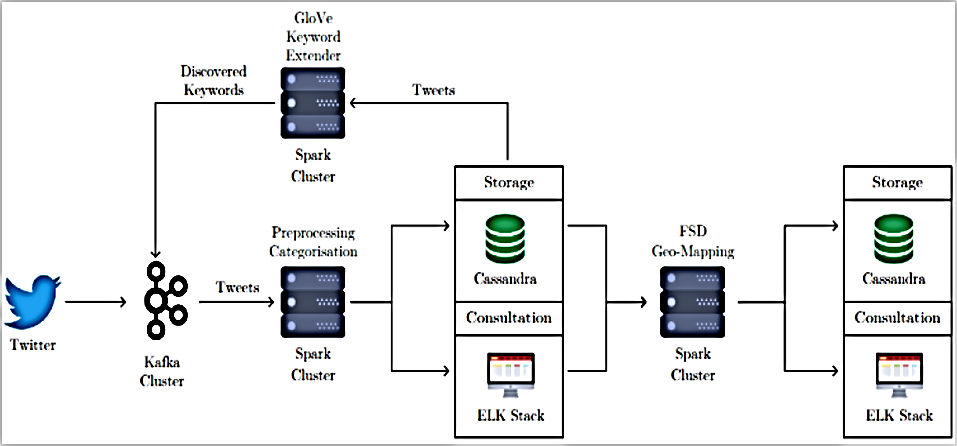 GloVe
Keyword
Extender
Discovered
Keywords
Tweets
Spark
Cluster
Storage
Storage
Preprocessing
Categorisation
FSD
Geo-Mapping
Cassandra
Cassandra
Tweets
Consultation
Consultation
Twitter
Kafka
Cluster
Spark
Cluster
Spark
Cluster
ELK Stack
ELK Stack